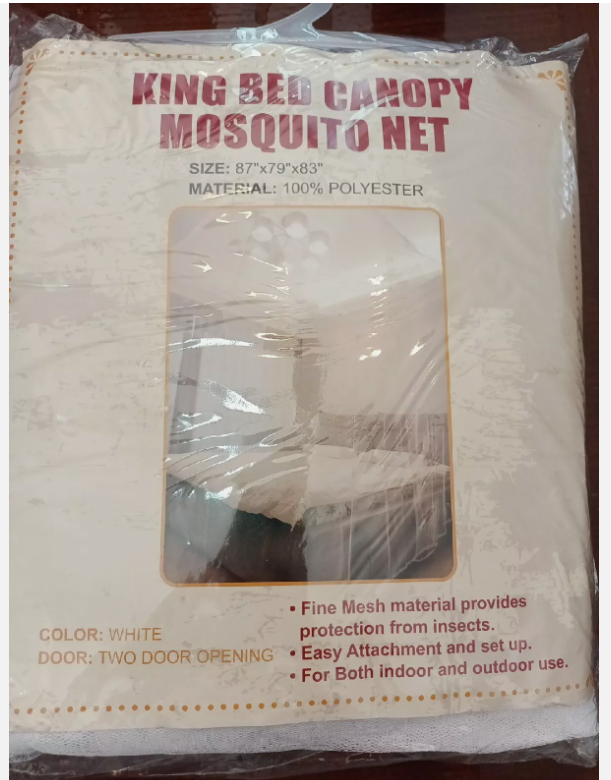 KING BED CANOPY
MOSQUITO NET
SIZE: 87"x79"x83"
MATERIAL: 100% POLYESTER
COLOR: WHITE
DOOR: TWO DOOR OPENING
• Fine Mesh material provides
protection from insects.
• Easy Attachment and set up.
• For Both indoor and outdoor use.